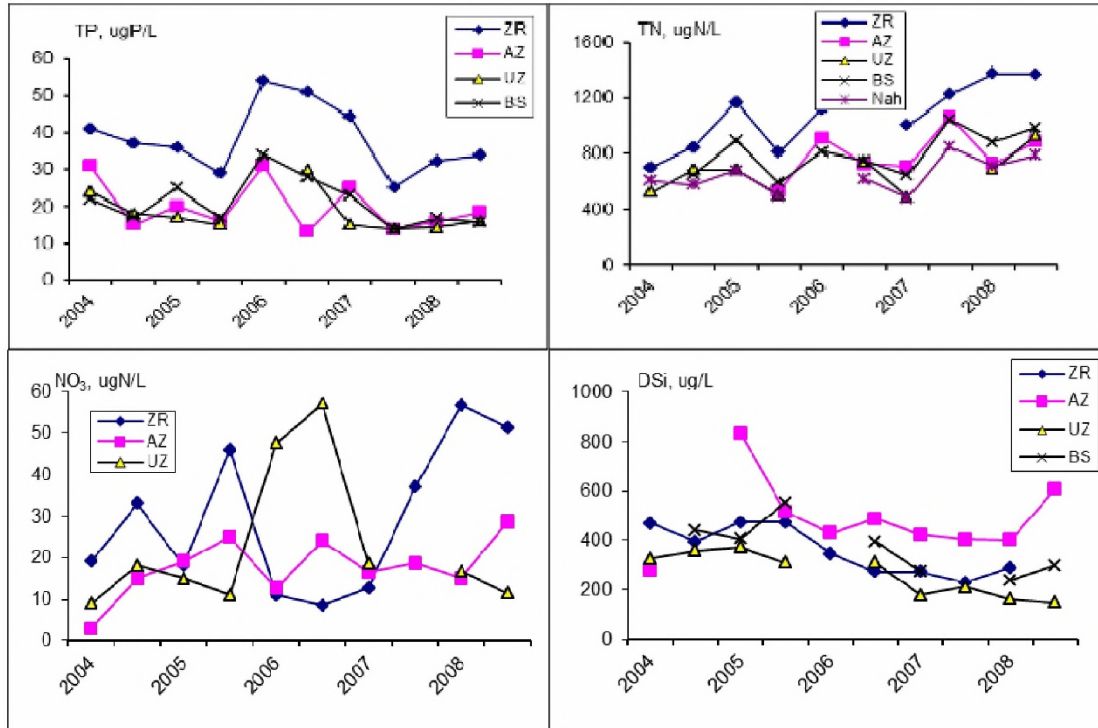 TP, ugP/L
ZR
AZ
UZ
BS
60
50
40
30
20
10
0
2004
2005
2006
2007
2008
TN, ugN/L
ZR
AZ
UZ
BS
Nah
1600
1200
800
400
0
2004
2005
2006
2007
2008
NO₃, ugN/L
ZR
AZ
UZ
60
50
40
30
20
10
0
2004
2005
2006
2007
2008
DSi, ug/L
ZR
AZ
UZ
BS
1000
800
600
400
200
0
2004
2005
2006
2007
2008